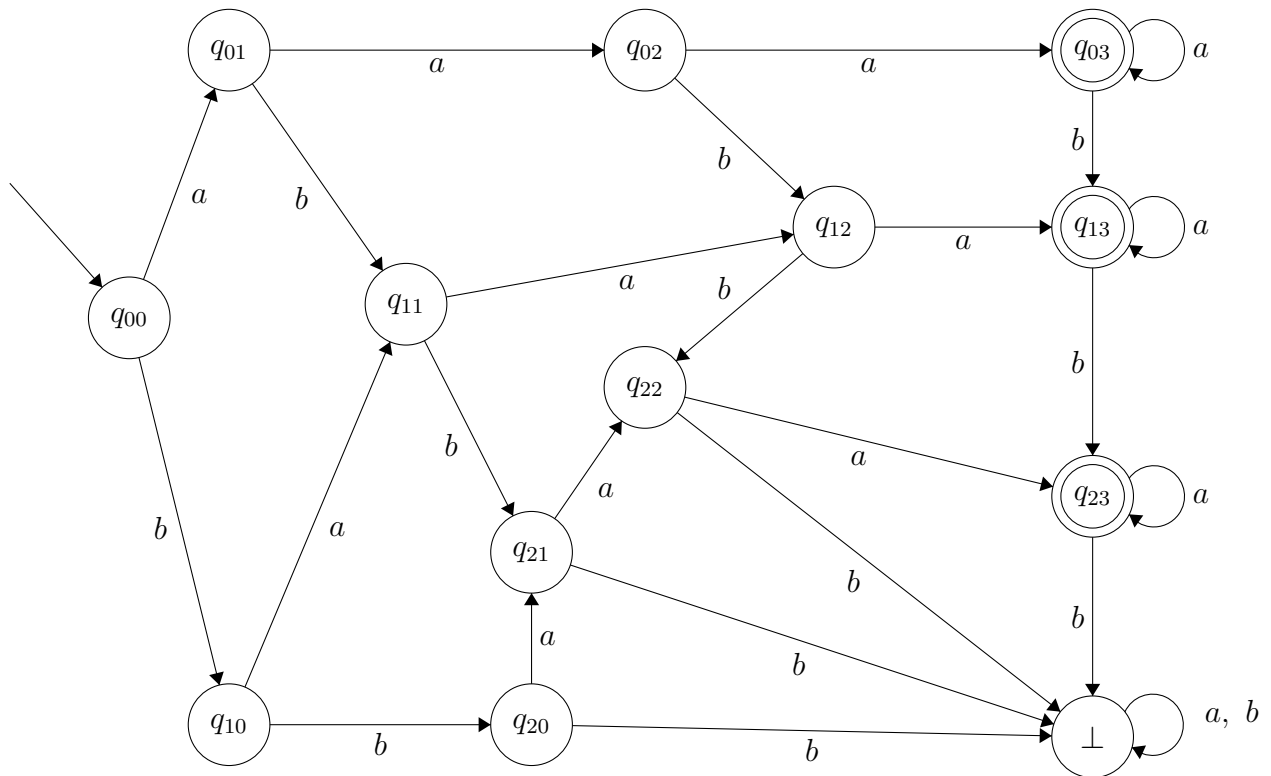 q01 a q02 a q03 a
b b b
a q12 a q13 a
q00 q11 a b b
b q22 a
b b q23 a
a q21 a b b
b a b
q10 b q20 b ⊥ a, b